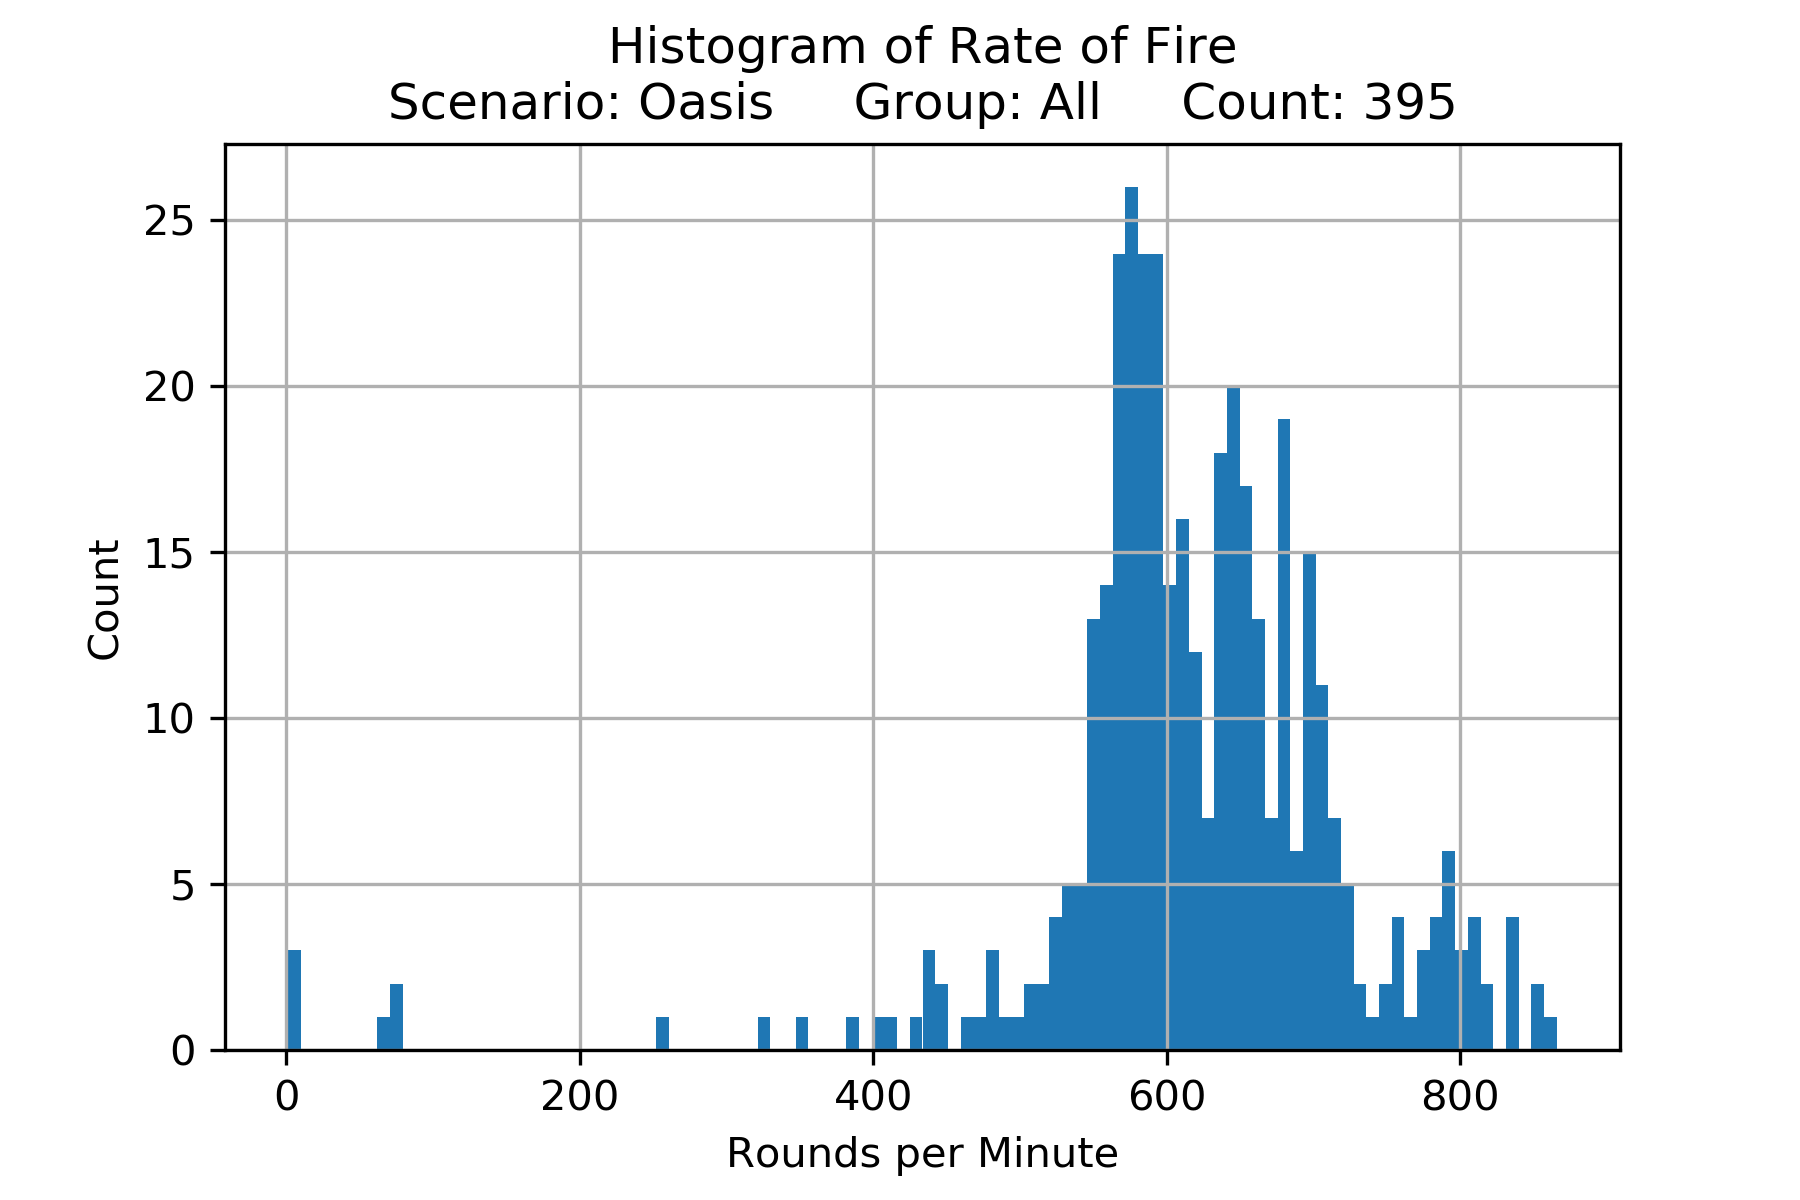 Histogram of Rate of Fire
Scenario: Oasis Group: All Count: 395
25
20
15
10
5
0
Count
0 200 400 600 800
Rounds per Minute